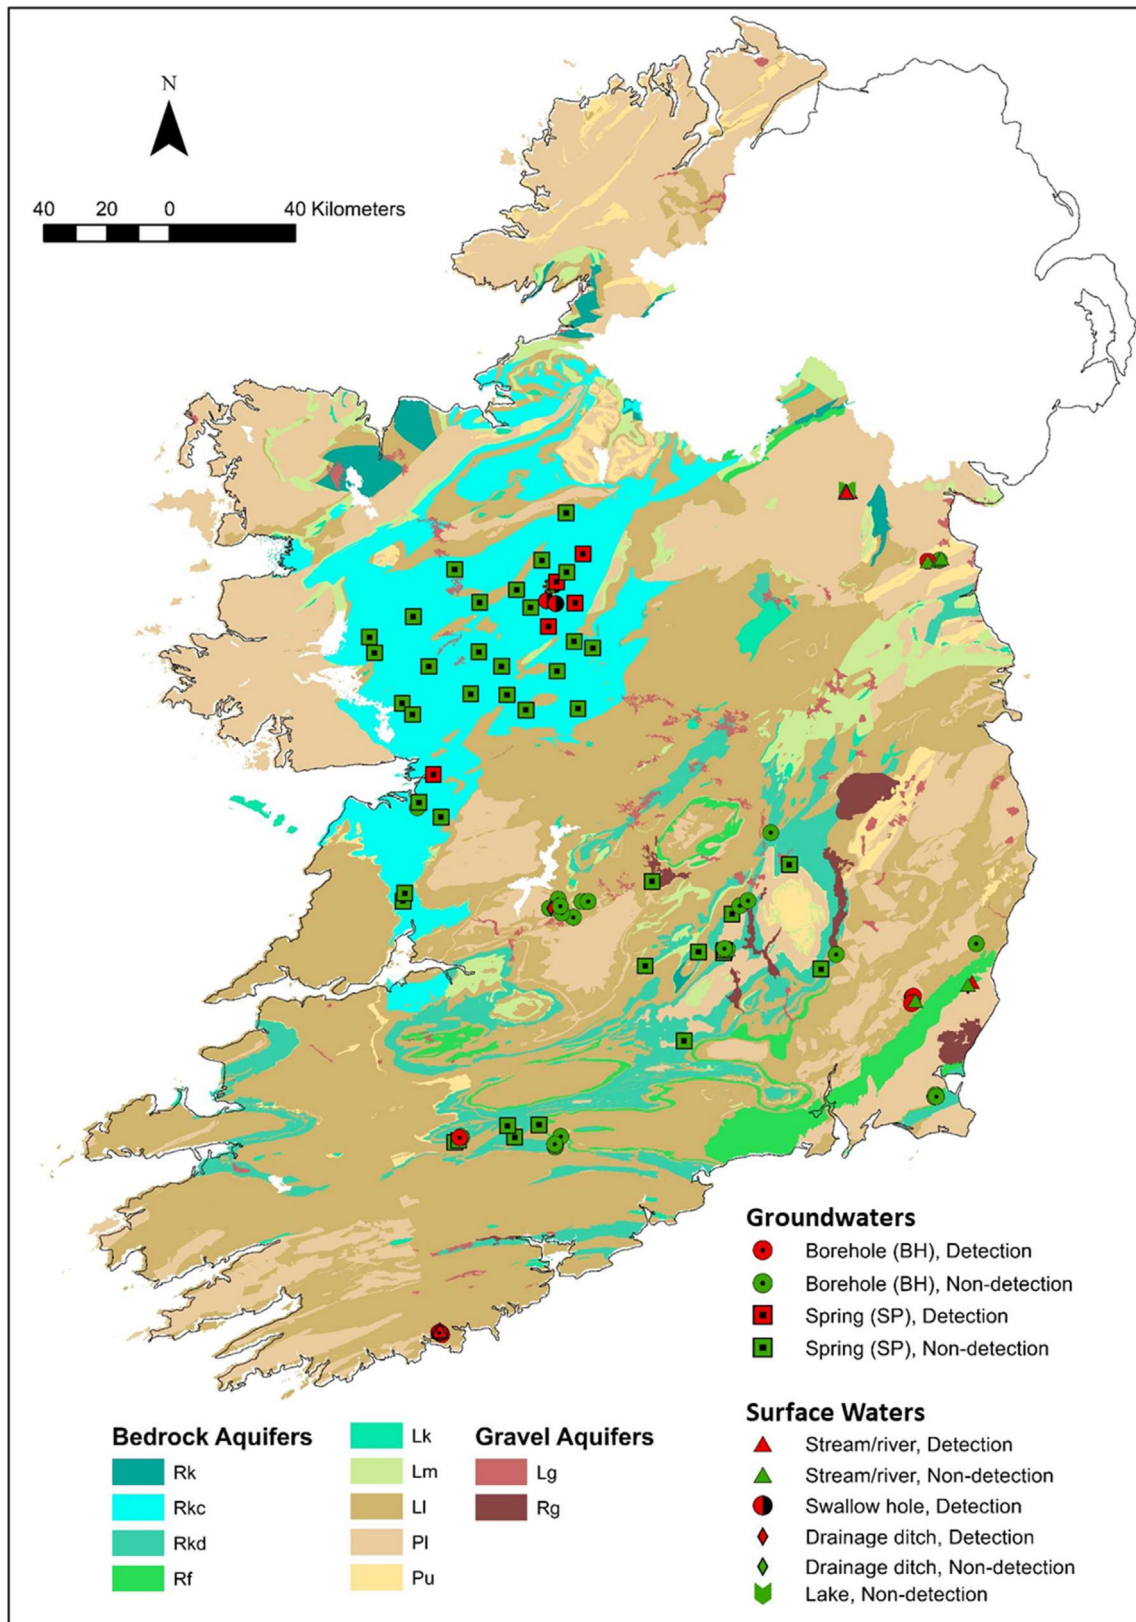 N
40 20 0 40 Kilometers
Groundwaters
Borehole (BH), Detection
Borehole (BH), Non-detection
Spring (SP), Detection
Spring (SP), Non-detection
Surface Waters
Stream/river, Detection
Stream/river, Non-detection
Swallow hole, Detection
Drainage ditch, Detection
Drainage ditch, Non-detection
Lake, Non-detection
Bedrock Aquifers
Rk
Rkc
Rkd
Rf
Lk
Lm
Ll
Pl
Pu
Gravel Aquifers
Lg
Rg